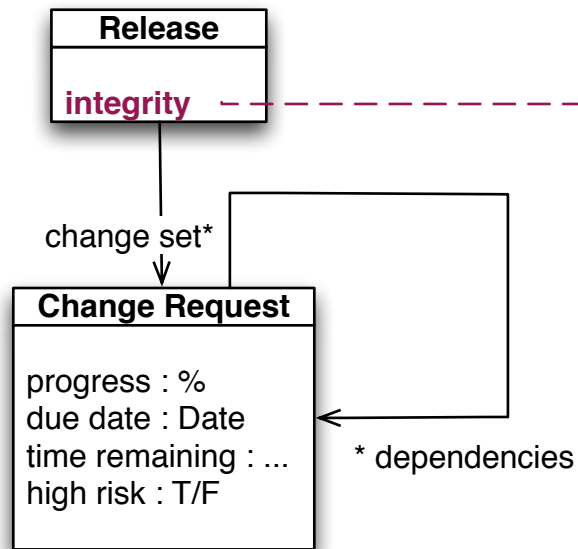 Release
integrity
change set*
Change Request
progress : %
due date : Date
time remaining : ...
high risk : T/F
* dependencies